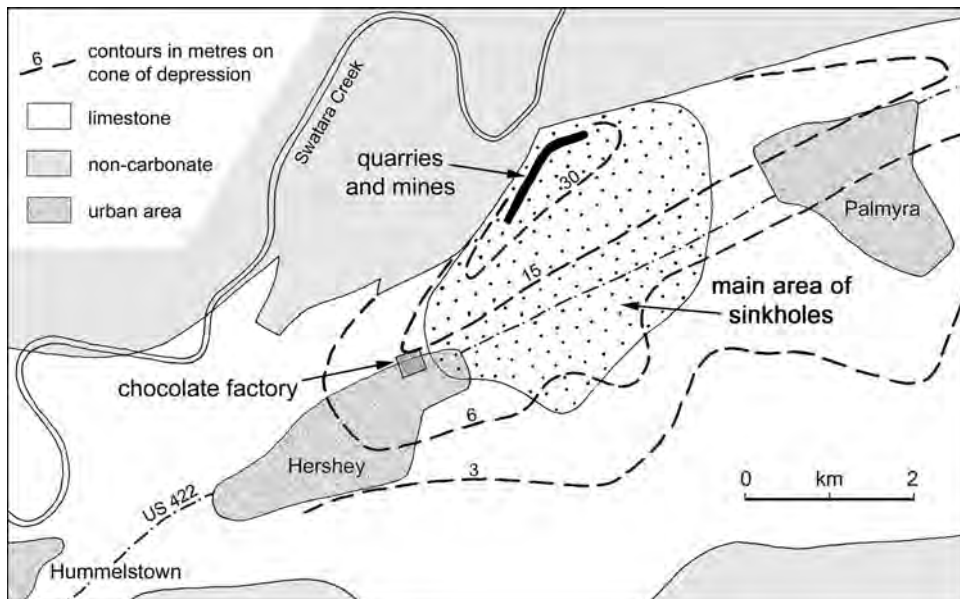 6
contours in metres on
cone of depression
limestone
non-carbonate
urban area
Swatara Creek
quarries
and mines
30
Palmyra
15
main area of
sinkholes
chocolate factory
6
Hershey
3
0 km 2
US 422
Hummelstown